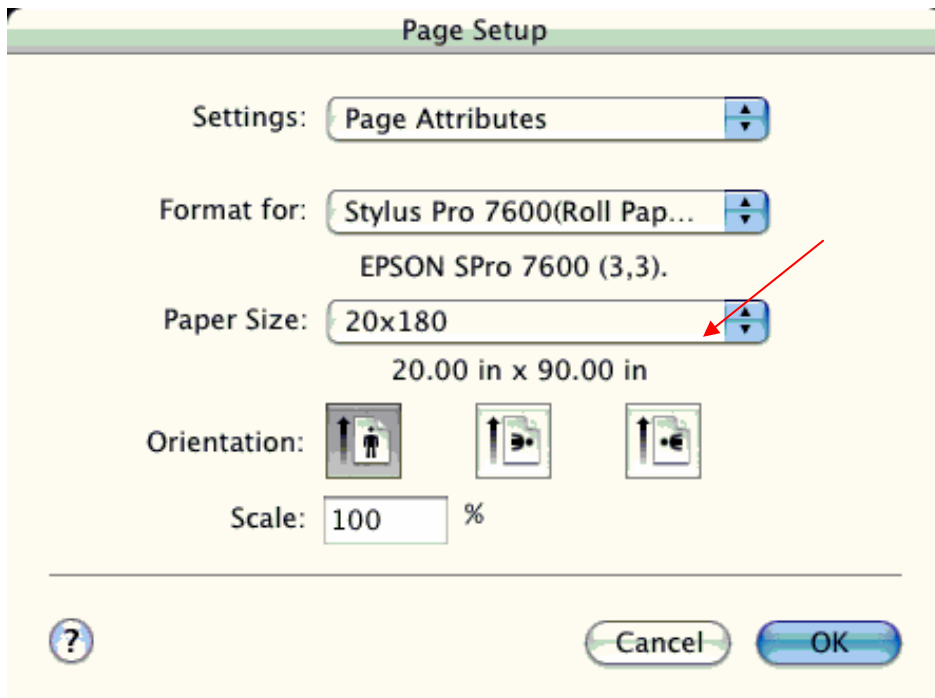 Page Setup
Settings: Page Attributes
Format for: Stylus Pro 7600(Roll Pap...
EPSON SPro 7600 (3,3).
Paper Size: 20x180
20.00 in x 90.00 in
Orientation:
Scale: 100 %
? Cancel OK